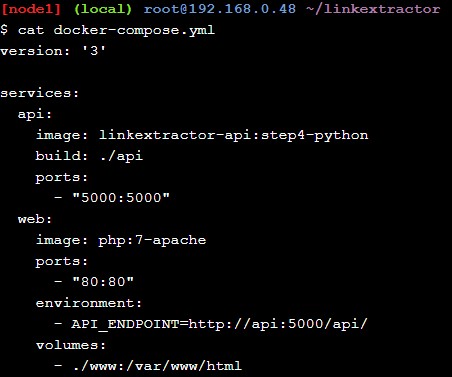 [node1] (local) root@192.168.0.48 ~/linkextractor
$ cat docker-compose.yml
version: '3'

services:
  api:
    image: linkextractor-api:step4-python
    build: ./api
    ports:
      - "5000:5000"
  web:
    image: php:7-apache
    ports:
      - "80:80"
    environment:
      - API_ENDPOINT=http://api:5000/api/
    volumes:
      - ./www:/var/www/html